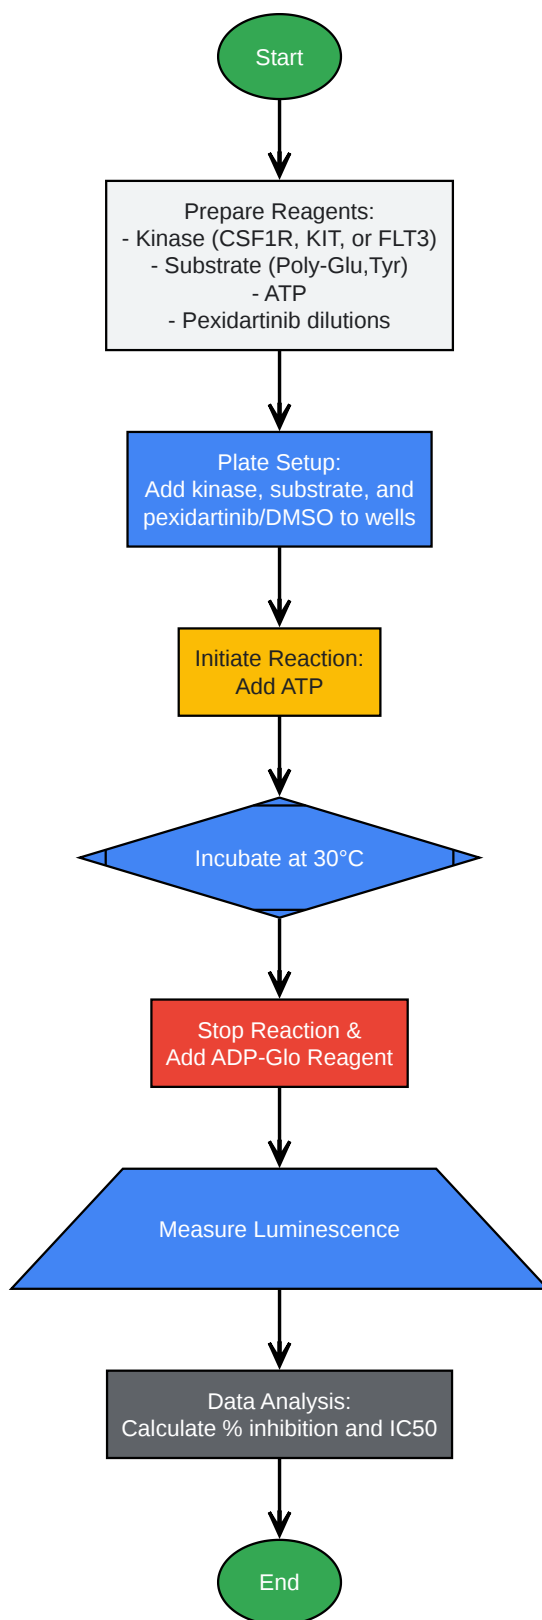 Start
Prepare Reagents:
- Kinase (CSF1R, KIT, or FLT3)
- Substrate (Poly-Glu,Tyr)
- ATP
- Pexidartinib dilutions
Plate Setup:
Add kinase, substrate, and
pexidartinib/DMSO to wells
Initiate Reaction:
Add ATP
Incubate at 30°C
Stop Reaction &
Add ADP-Glo Reagent
Measure Luminescence
Data Analysis:
Calculate % inhibition and IC50
End